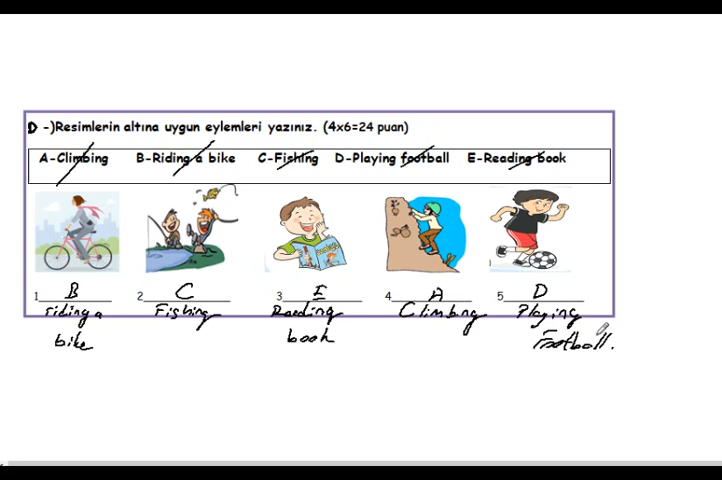 D -)Resimlerin altına uygun eylemleri yazınız. (4x6=24 puan)
A-Climbing B-Riding a bike C-Fishing D-Playing football E-Reading book
1 B 2 C 3 E 4 A 5 D
riding a Fishing Reading Climbing Playing
bike book Football.